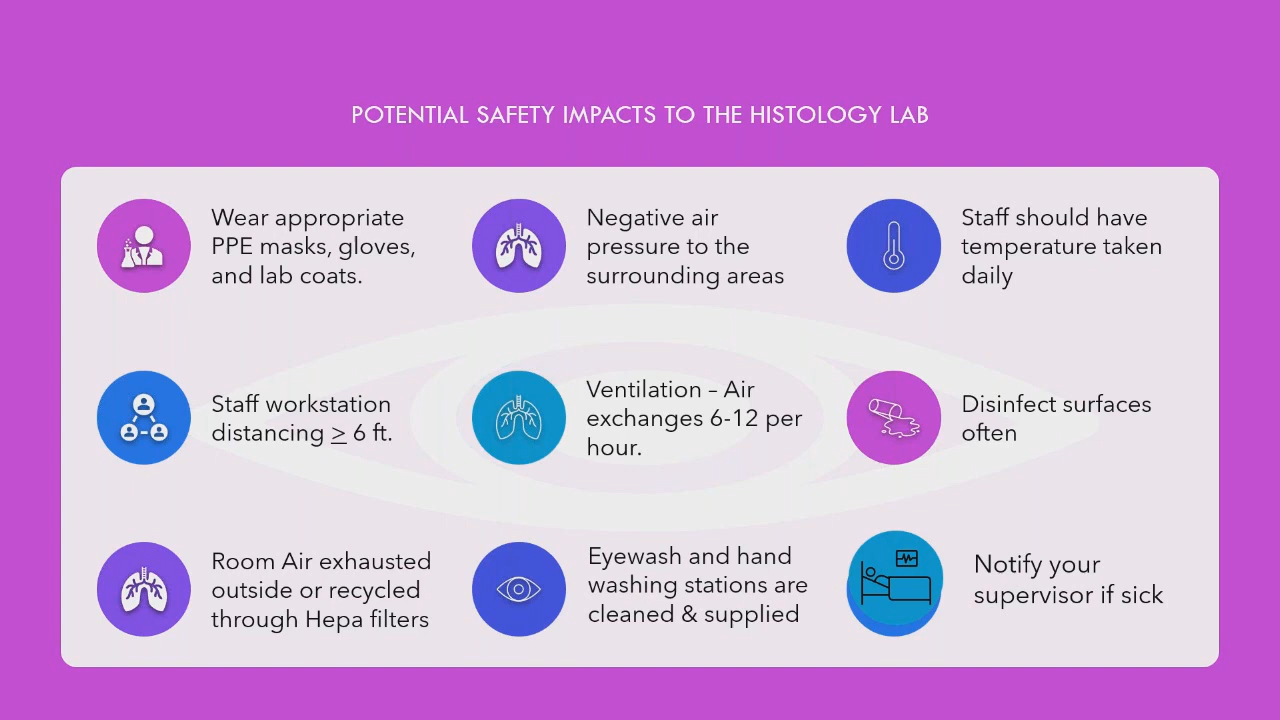 POTENTIAL SAFETY IMPACTS TO THE HISTOLOGY LAB
Wear appropriate
PPE masks, gloves,
and lab coats.
Negative air
pressure to the
surrounding areas
Staff should have
temperature taken
daily
Staff workstation
distancing > 6 ft.
Ventilation – Air
exchanges 6-12 per
hour.
Disinfect surfaces
often
Room Air exhausted
outside or recycled
through Hepa filters
Eyewash and hand
washing stations are
cleaned & supplied
Notify your
supervisor if sick